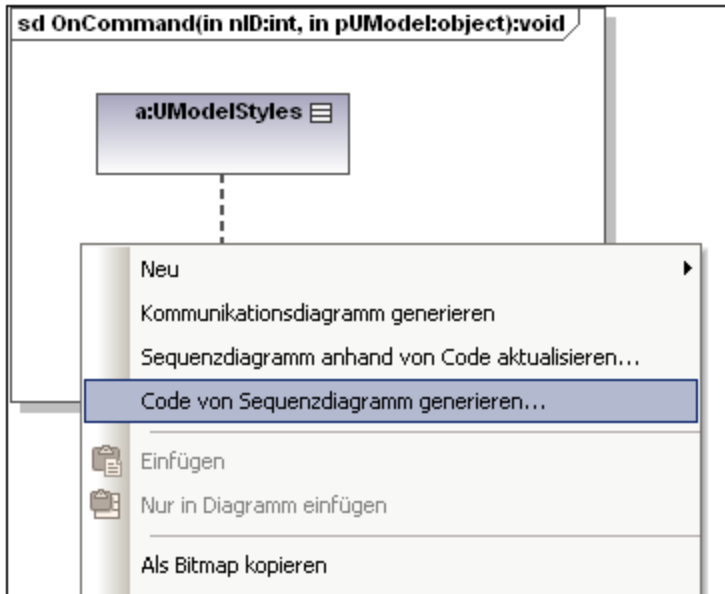 sd OnCommand(in nID:int, in pUModel:object):void
a:UModelStyles
Neu
Kommunikationsdiagramm generieren
Sequenzdiagramm anhand von Code aktualisieren...
Code von Sequenzdiagramm generieren...
Einfügen
Nur in Diagramm einfügen
Als Bitmap kopieren